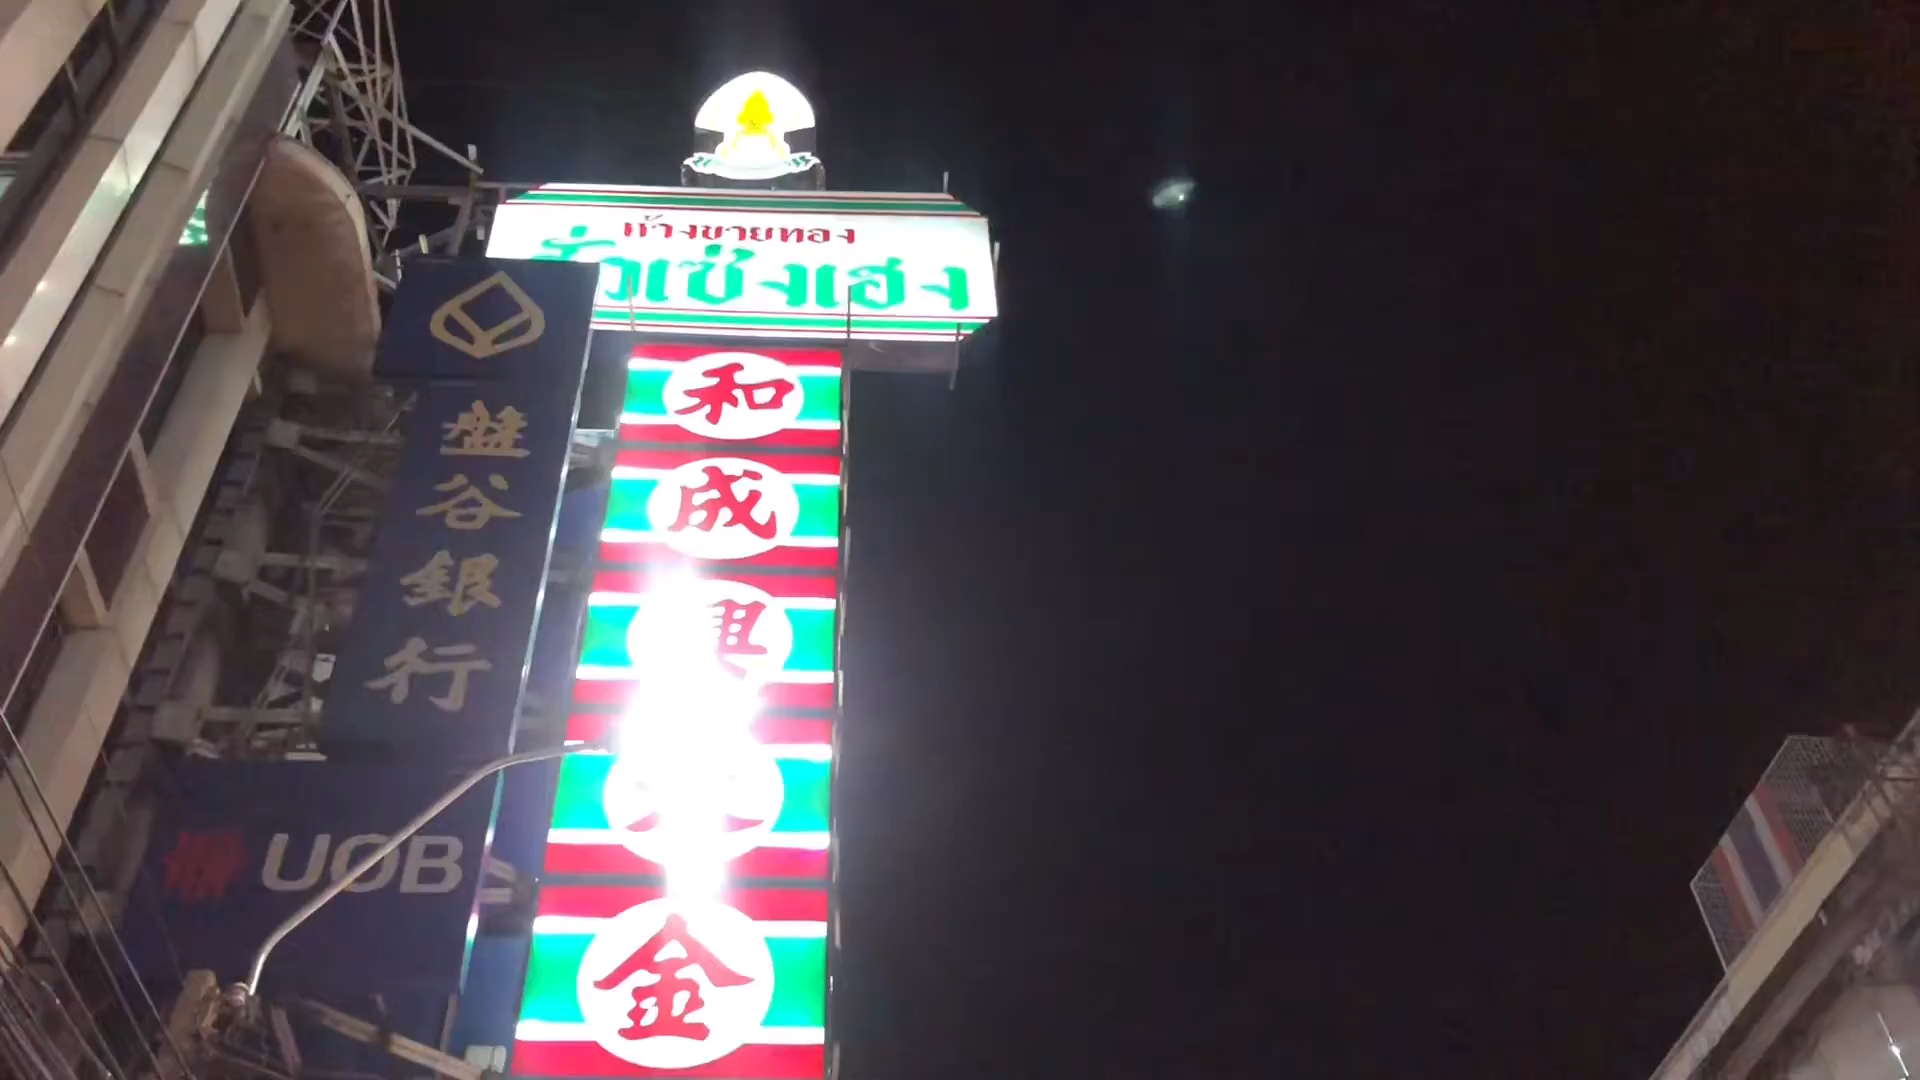 ห้างขายทอง
ฮั่วเซ่งเฮง
和
成
興
金
盤
谷
銀
行
UOB